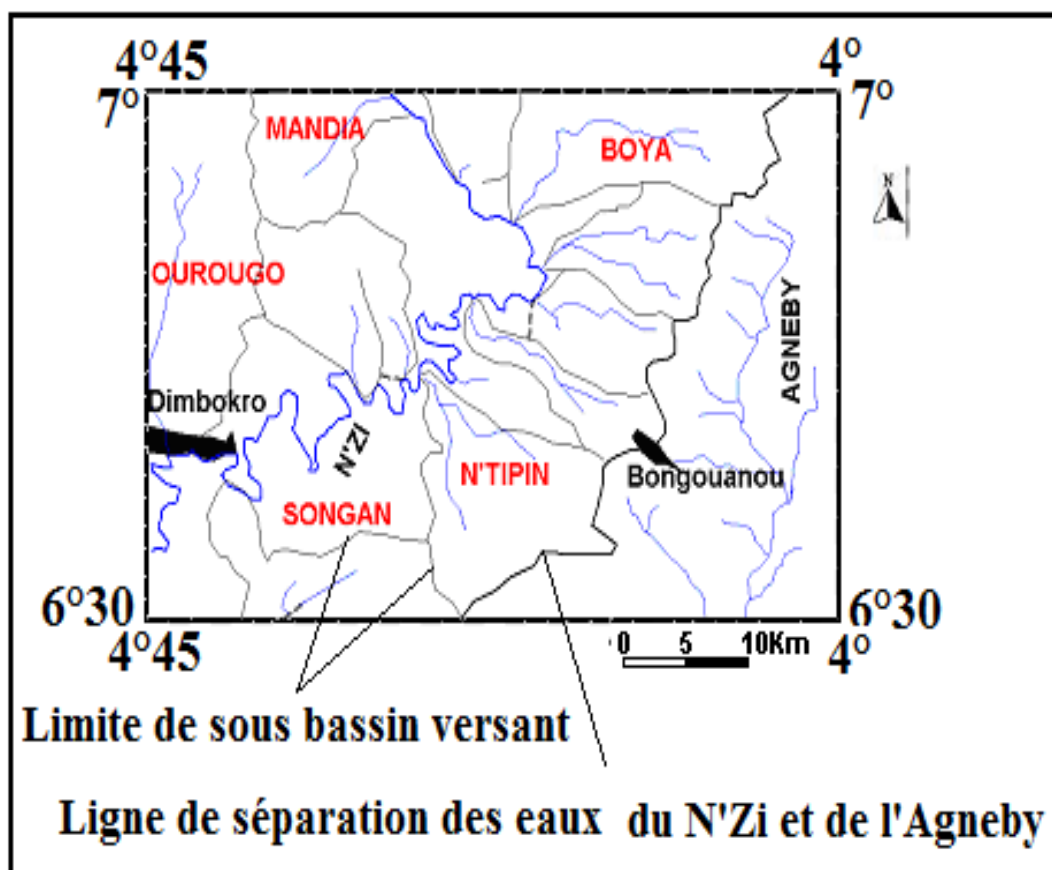 4°45 4°
7° 7°
MANDIA
BOYA
N
OUROUGO
AGNEBY
Dimbokro
N'ZI
N'TIPIN
Bongouanou
SONGAN
6°30 6°30
4°45 4°
0 5 10Km
Limite de sous bassin versant
Ligne de séparation des eaux du N'Zi et de l'Agneby